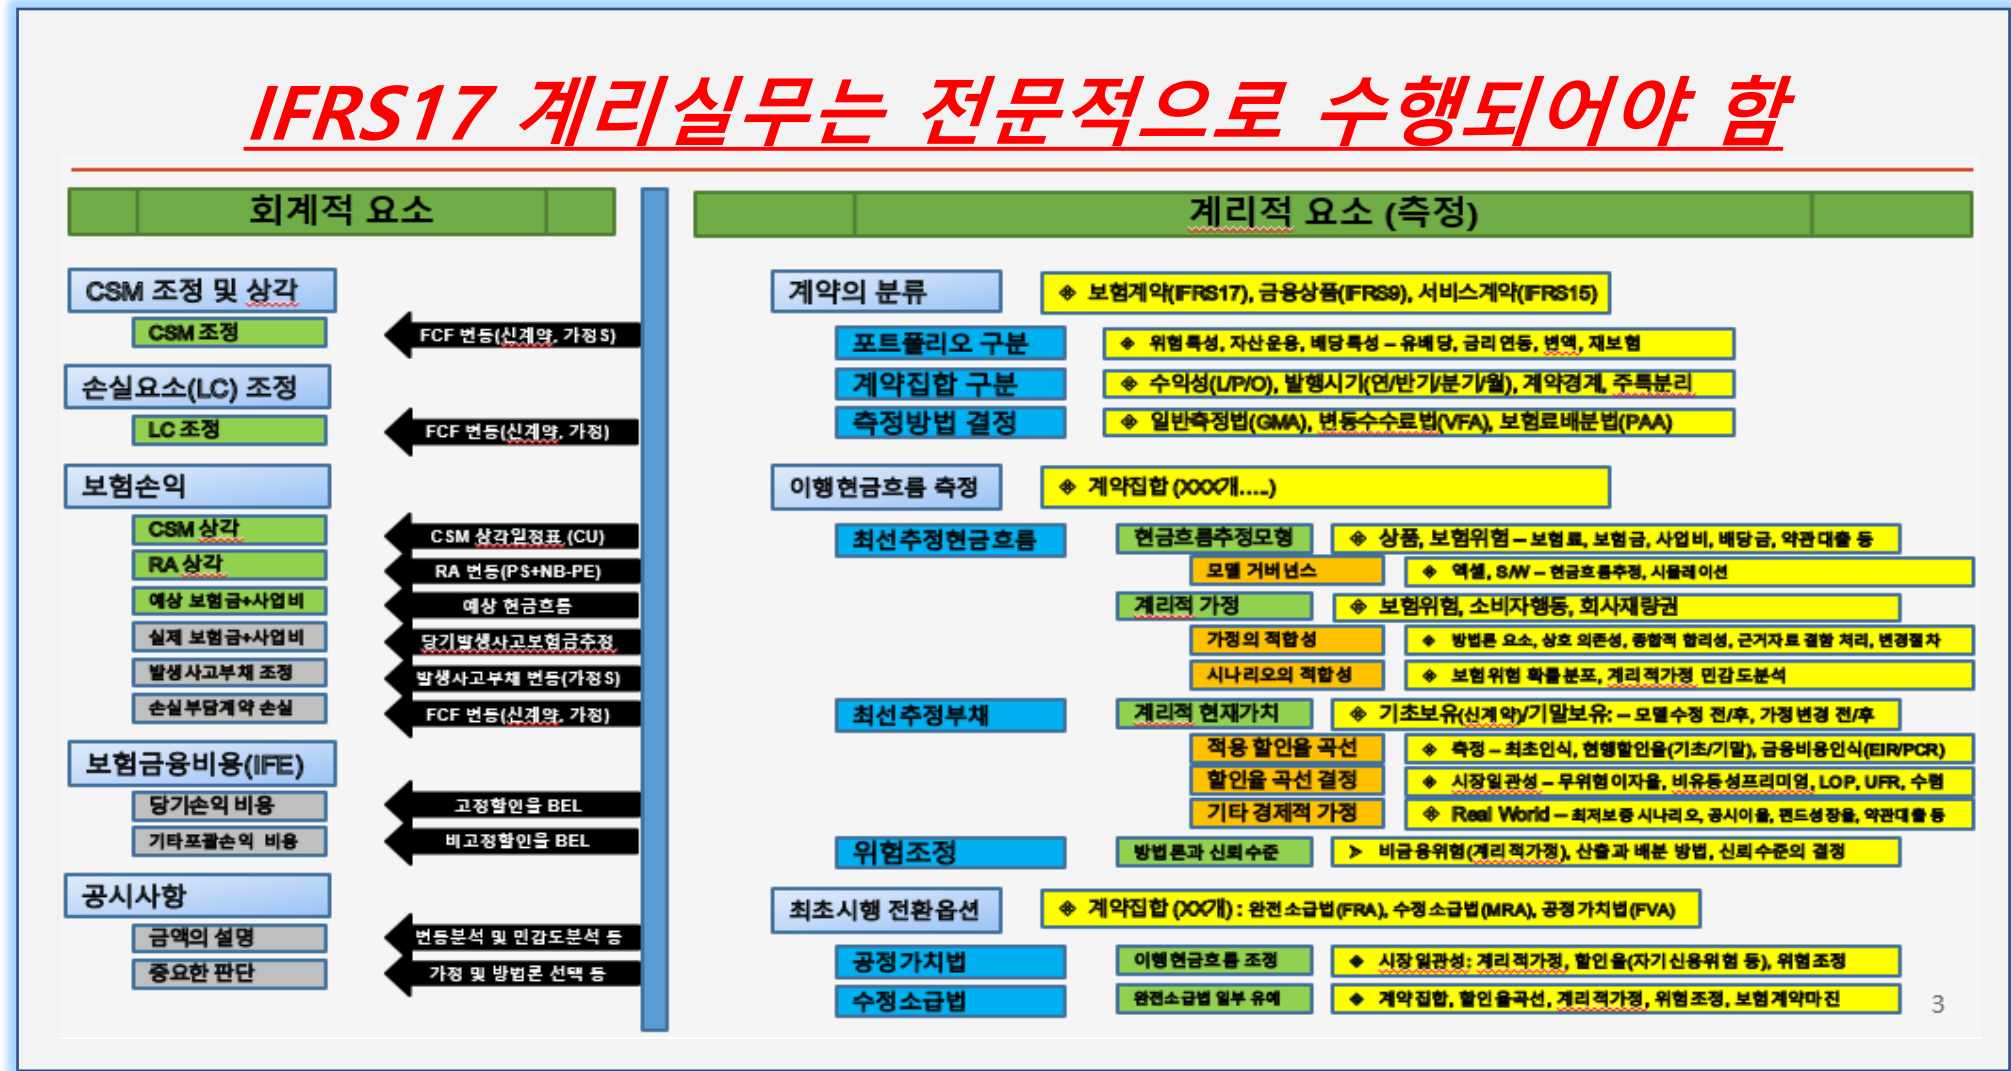 IFRS17 계리실무는 전문적으로 수행되어야 함
회계적 요소
CSM 조정 및 상각
CSM 조정
FCF 변동(신계약, 가정S)
손실요소(LC) 조정
LC 조정
FCF 변동(신계약, 가정)
보험손익
CSM 상각
CSM 상각일정표 (CU)
RA 상각
RA 변동(PS+NB-PE)
예상 보험금+사업비
예상 현금흐름
실제 보험금+사업비
당기발생사고보험금추정
발생사고부채 조정
발생사고부채 변동(가정S)
손실부담계약 손실
FCF 변동(신계약, 가정)
보험금융비용(IFE)
당기손익 비용
고정할인율 BEL
기타포괄손익 비용
비고정할인율 BEL
공시사항
금액의 설명
변동분석 및 민감도분석 등
중요한 판단
가정 및 방법론 선택 등
계리적 요소 (측정)
계약의 분류
❖ 보험계약(IFRS17), 금융상품(IFRS9), 서비스계약(IFRS15)
포트폴리오 구분
❖ 위험특성, 자산운용, 배당특성 – 유배당, 금리연동, 변액, 재보험
계약집합 구분
❖ 수익성(L/P/O), 발행시기(연/반기/분기/월), 계약경계, 주특분리
측정방법 결정
❖ 일반측정법(GMA), 변동수수료법(VFA), 보험료배분법(PAA)
이행현금흐름 측정
❖ 계약집합 (XXX개…..)
최선추정현금흐름
현금흐름추정모형
❖ 상품, 보험위험 – 보험료, 보험금, 사업비, 배당금, 약관대출 등
모델 거버넌스
❖ 엑셀, S/W – 현금흐름추정, 시뮬레이션
계리적 가정
❖ 보험위험, 소비자행동, 회사재량권
가정의 적합성
❖ 방법론 요소, 상호 의존성, 종합적 합리성, 근거자료 결함 처리, 변경절차
시나리오의 적합성
❖ 보험위험 확률분포, 계리적가정 민감도분석
최선추정부채
계리적 현재가치
❖ 기초보유(신계약)/기말보유: – 모델수정 전/후, 가정변경 전/후
적용 할인율 곡선
❖ 측정 – 최초인식, 현행할인율(기초/기말), 금융비용인식(EIR/PCR)
할인율 곡선 결정
❖ 시장일관성 – 무위험이자율, 비유동성프리미엄, LOP, UFR, 수렴
기타 경제적 가정
❖ Real World – 최저보증 시나리오, 공시이율, 펀드성장율, 약관대출 등
위험조정
방법론과 신뢰수준
➢ 비금융위험(계리적가정), 산출과 배분 방법, 신뢰수준의 결정
최초시행 전환옵션
❖ 계약집합 (XX개) : 완전소급법(FRA), 수정소급법(MRA), 공정가치법(FVA)
공정가치법
이행현금흐름 조정
◆ 시장일관성: 계리적가정, 할인율(자기신용위험 등), 위험조정
수정소급법
완전소급법 일부 유예
◆ 계약집합, 할인율곡선, 계리적가정, 위험조정, 보험계약마진
3